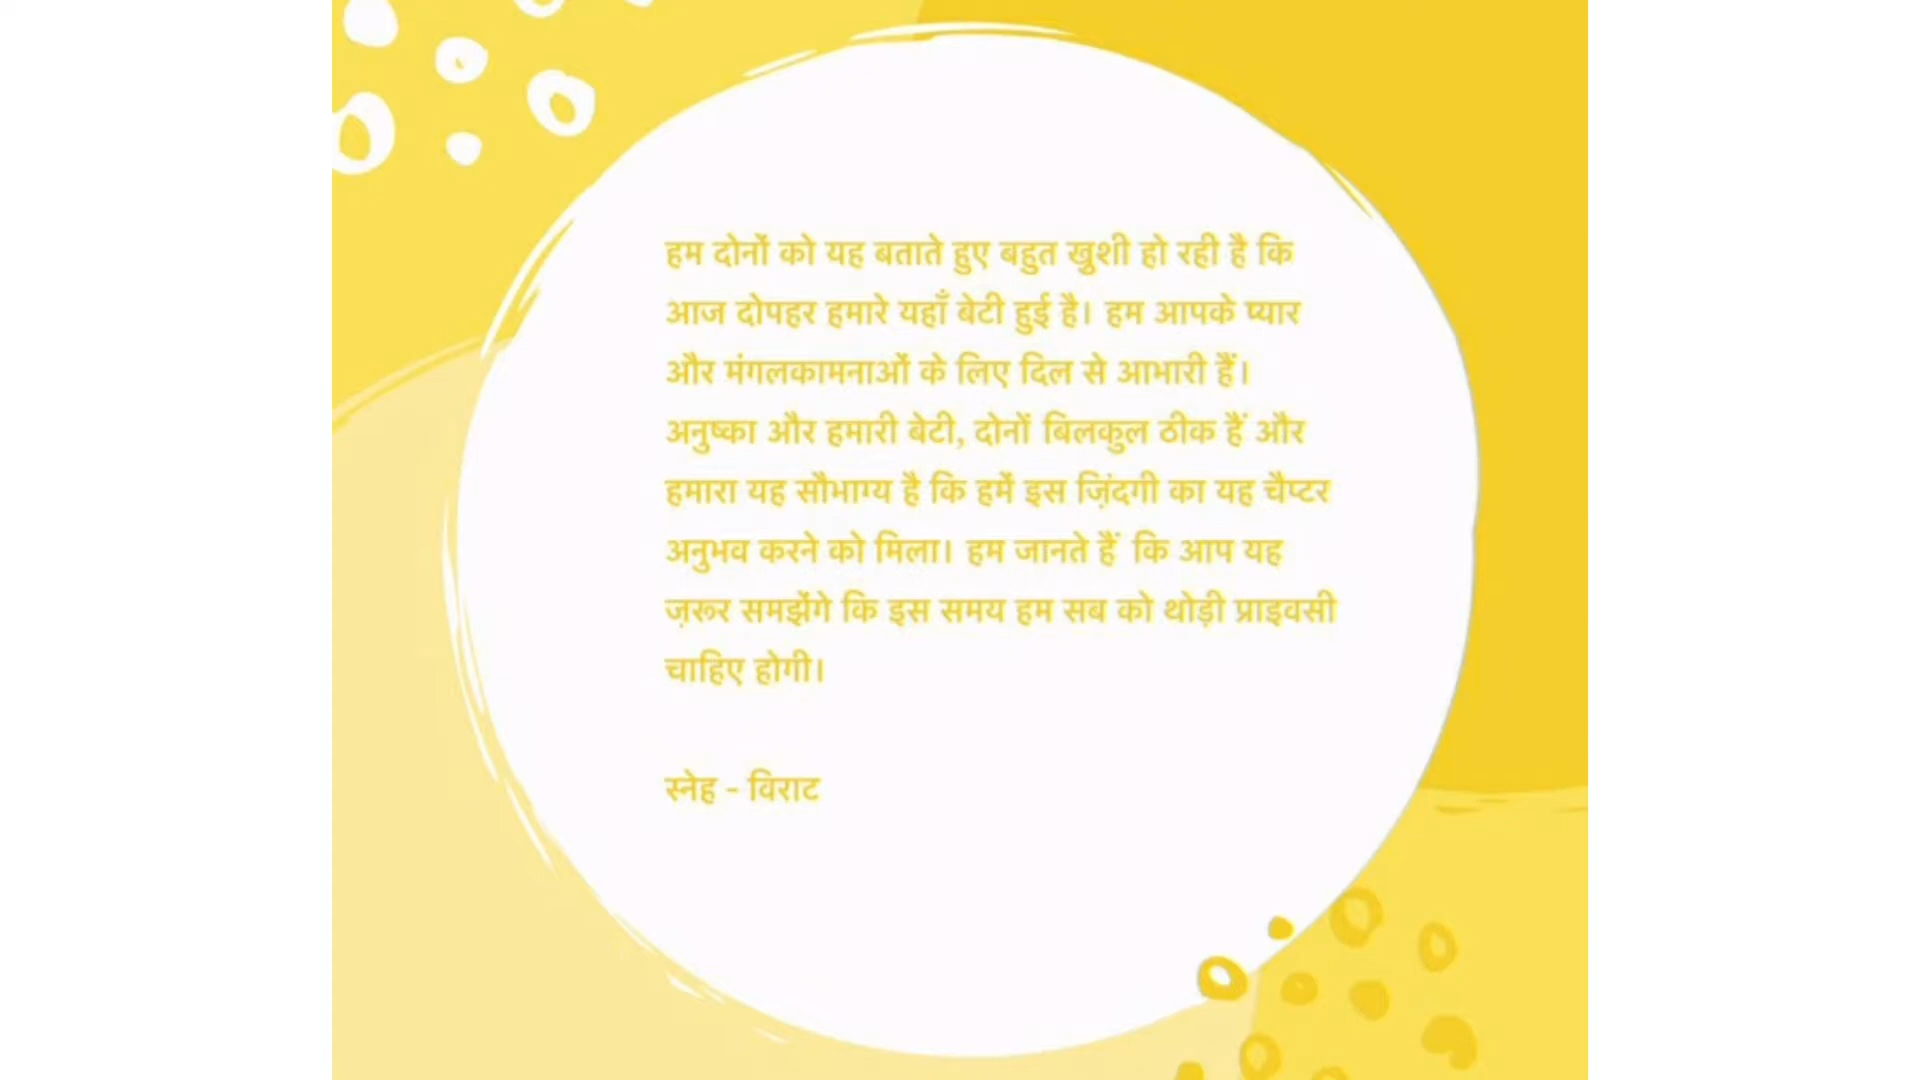 हम दोनों को यह बताते हुए बहुत खुशी हो रही है कि
आज दोपहर हमारे यहाँ बेटी हुई है। हम आपके प्यार
और मंगलकामनाओं के लिए दिल से आभारी हैं।
अनुष्का और हमारी बेटी, दोनों बिलकुल ठीक हैं और
हमारा यह सौभाग्य है कि हमें इस ज़िंदगी का यह चैप्टर
अनुभव करने को मिला। हम जानते हैं कि आप यह
ज़रूर समझेंगे कि इस समय हम सब को थोड़ी प्राइवसी
चाहिए होगी।
स्नेह - विराट